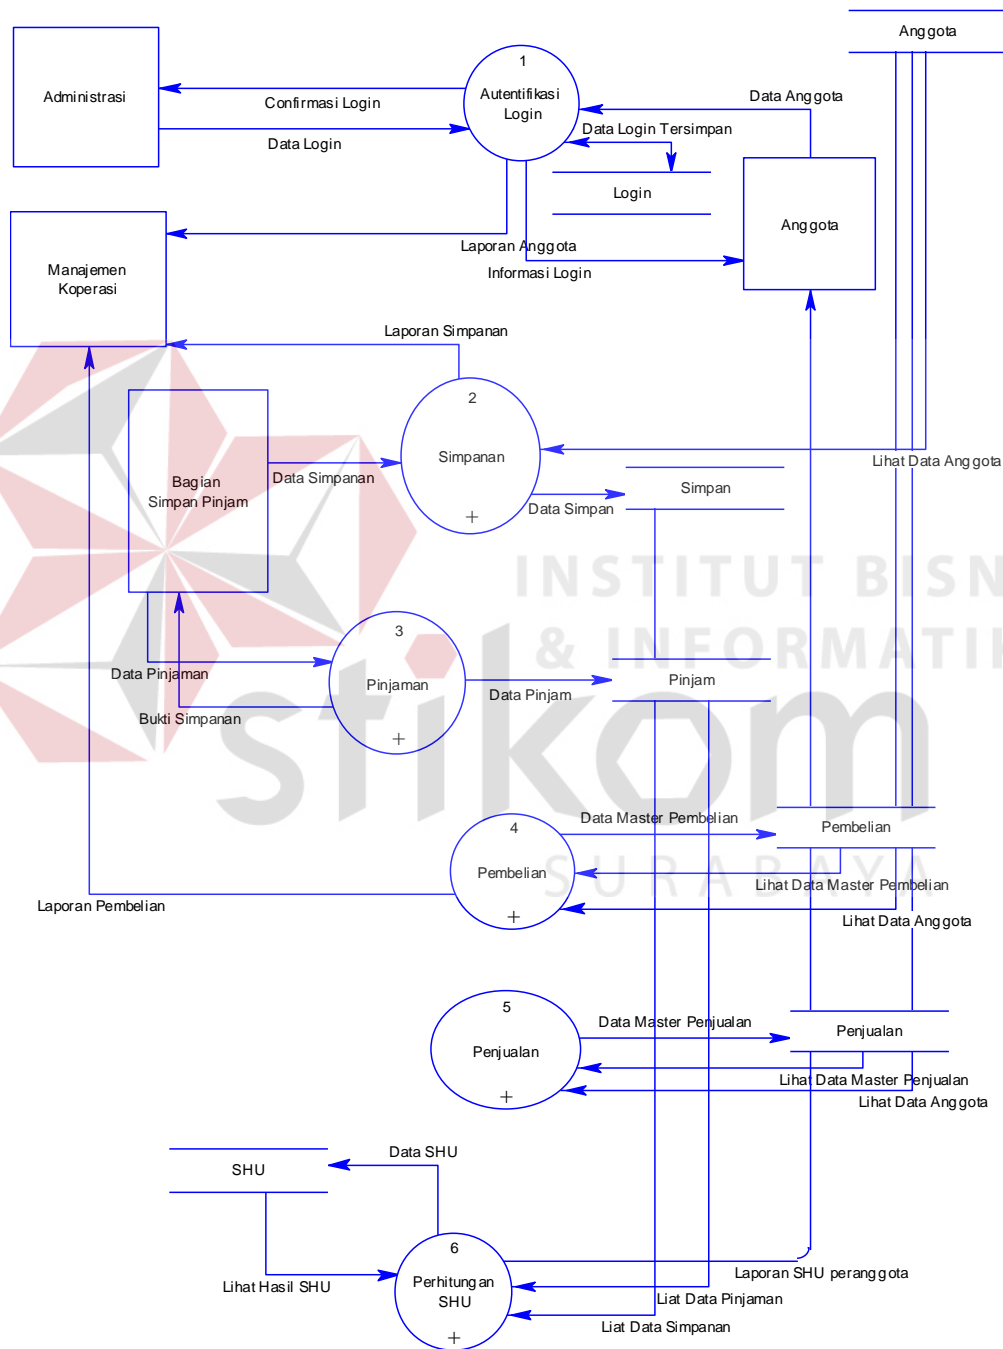 Anggota
1
Autentifikasi
Login
Administrasi
Confirmasi Login
Data Login
Data Anggota
Data Login Tersimpan
Login
Anggota
Laporan Anggota
Informasi Login
Manajemen
Koperasi
Laporan Simpanan
2
Simpanan
+
Lihat Data Anggota
Bagian
Simpan Pinjam
Data Simpanan
Simpan
Data Simpan
INSTITUT BISN
& INFORMATIK
3
Pinjaman
+
Data Pinjaman
Bukti Simpanan
Data Pinjam
Pinjam
stikom
SURABAYA
4
Pembelian
+
Data Master Pembelian
Pembelian
Lihat Data Master Pembelian
Laporan Pembelian
Lihat Data Anggota
5
Penjualan
+
Data Master Penjualan
Penjualan
Lihat Data Master Penjualan
Lihat Data Anggota
Data SHU
SHU
6
Perhitungan
SHU
+
Lihat Hasil SHU
Laporan SHU peranggota
Liat Data Pinjaman
Liat Data Simpanan